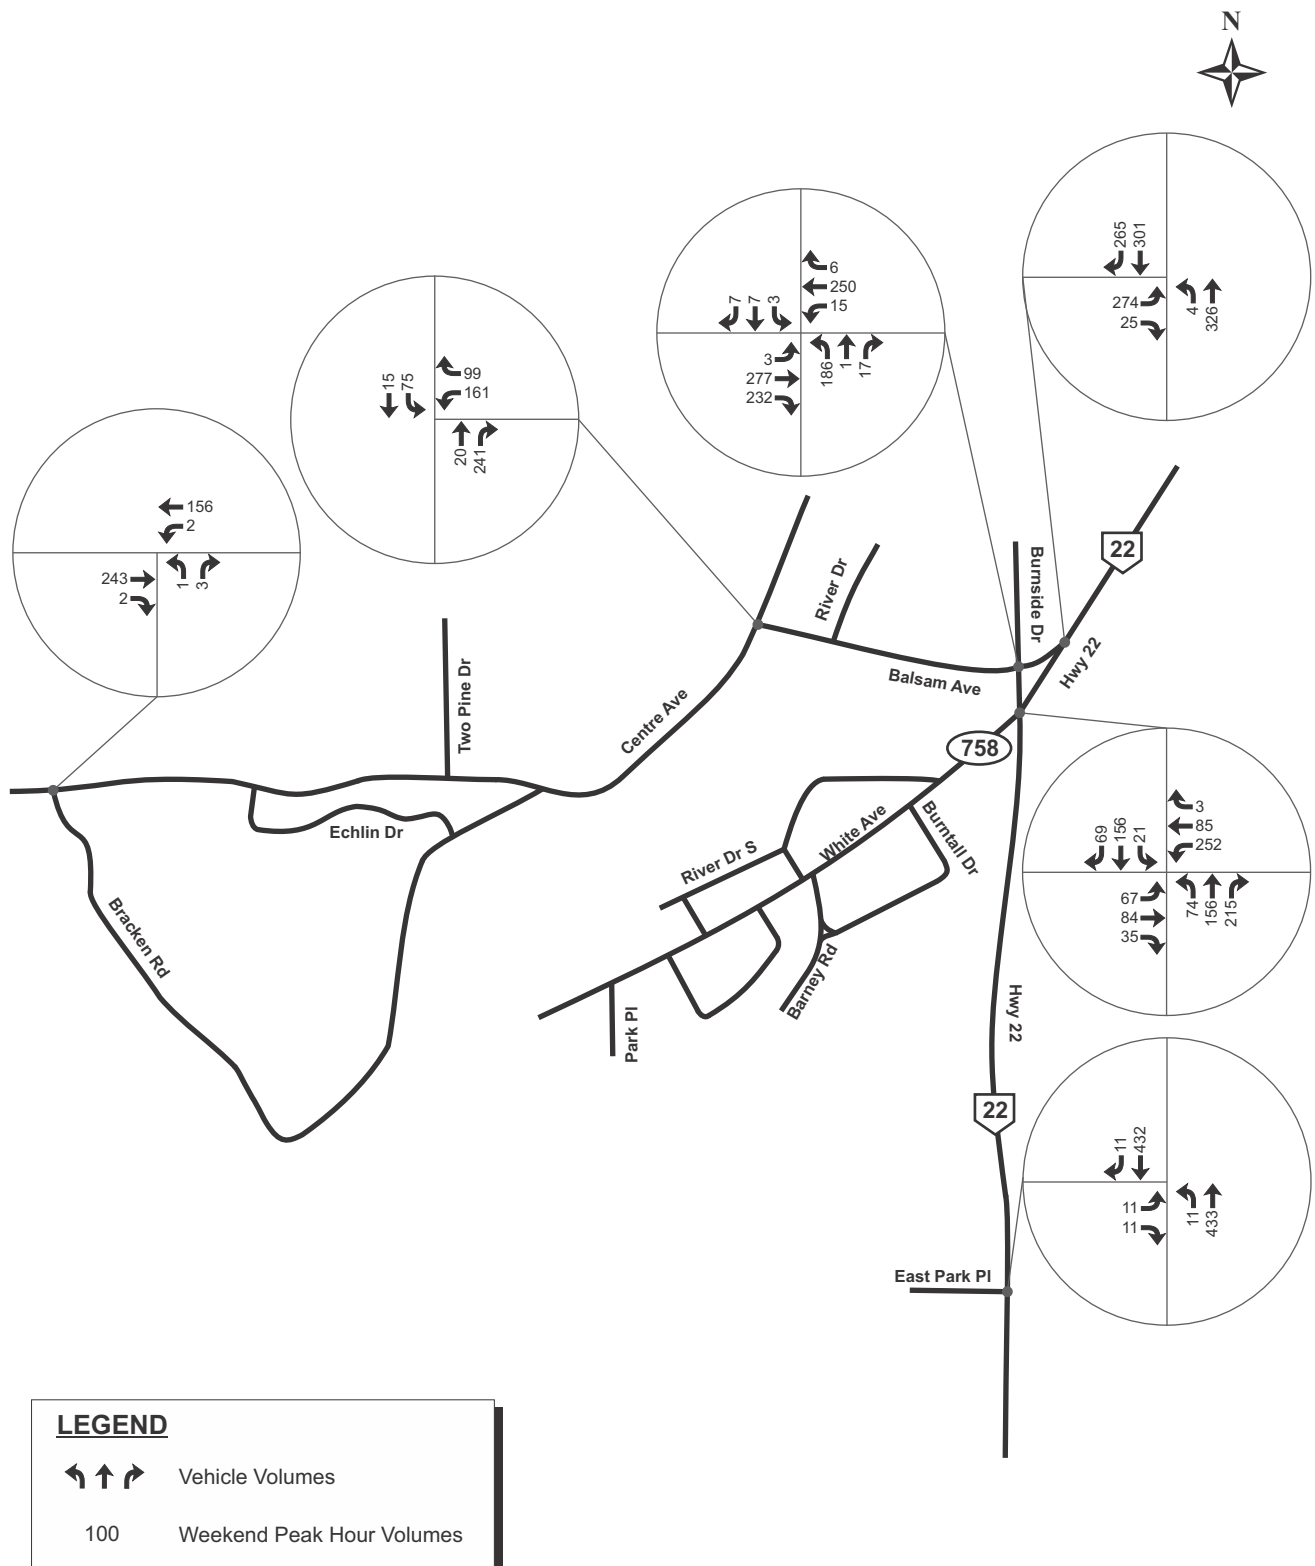 N
265
301
274
25
4
326
6
250
15
7
7
3
3
277
232
186
1
17
15
75
99
161
20
241
156
2
243
2
1
3
22
Burnside Dr
River Dr
Hwy 22
Balsam Ave
Two Pine Dr
Centre Ave
758
Echlin Dr
White Ave
Burntall Dr
River Dr S
Bracken Rd
Barney Rd
Park Pl
Hwy 22
22
3
85
252
69
156
21
67
84
35
74
156
215
11
432
11
11
11
433
East Park Pl
LEGEND
Vehicle Volumes
100 Weekend Peak Hour Volumes